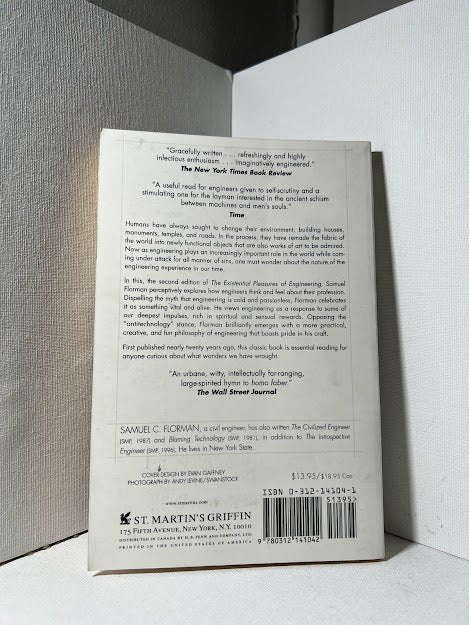 "Gracefully written . . . refreshingly and highly
infectious enthusiasm . . . imaginatively engineered."
The New York Times Book Review
"A useful read for engineers given to self-scrutiny and a
stimulating one for the layman interested in the ancient schism
between machines and men's souls."
Time
Humans have always sought to change their environment, building houses,
monuments, temples, and roads. In the process, they have remade the fabric of
the world into newly functional objects that are also works of art to be admired.
Now as engineering plays an increasingly important role in the world while com-
ing under attack for all manner of sins, one must wonder about the nature of the
engineering experience in our time.
In this, the second edition of The Existential Pleasures of Engineering, Samuel
Florman perceptively explores how engineers think and feel about their profession.
Dispelling the myth that engineering is cold and passionless, Florman celebrates
it as something vital and alive. He views engineering as a response to some of
our deepest impulses, rich in spiritual and sensual rewards. Opposing the
"antitechnology" stance, Florman brilliantly emerges with a more practical,
creative, and fun philosophy of engineering that boasts pride in his craft.
First published nearly twenty years ago, this classic book is essential reading for
anyone curious about what wonders we have wrought.
"An urbane, witty, intellectually far-ranging,
large-spirited hymn to homo faber."
The Wall Street Journal
SAMUEL C. FLORMAN, a civil engineer, has also written The Civilized Engineer
(SMP, 1987) and Blaming Technology (SMP, 1981), in addition to The Introspective
Engineer (SMP, 1996). He lives in New York State.
COVER DESIGN BY EVAN GAFFNEY
PHOTOGRAPH BY ANDY LEVINE/SWANSTOCK
$13.95/$18.95 Can.
www.stmartins.com
ISBN 0-312-14104-1
51395
ST. MARTIN'S GRIFFIN
175 FIFTH AVENUE, NEW YORK, N.Y. 10010
DISTRIBUTED IN CANADA BY H. B. FENN AND COMPANY, LTD.
PRINTED IN THE UNITED STATES OF AMERICA
9 780312 141042